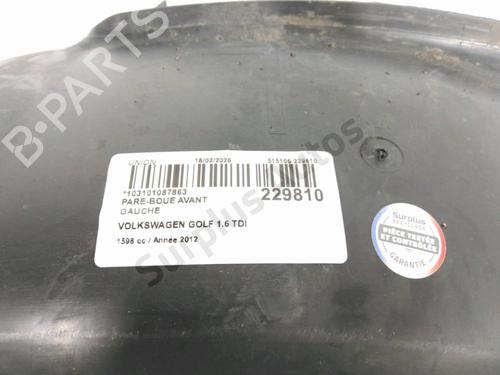 B-PARTS
Surplus Autos
UNION 18/02/2026 515106 229810
*103101087863
229810
PARE-BOUE AVANT
GAUCHE
VOLKSWAGEN GOLF 1.6 TDI
1598 cc / Année 2012
Surplus
RECYCLAGE
PIÈCE TESTÉE
ET CONTRÔLÉE
GARANTIE